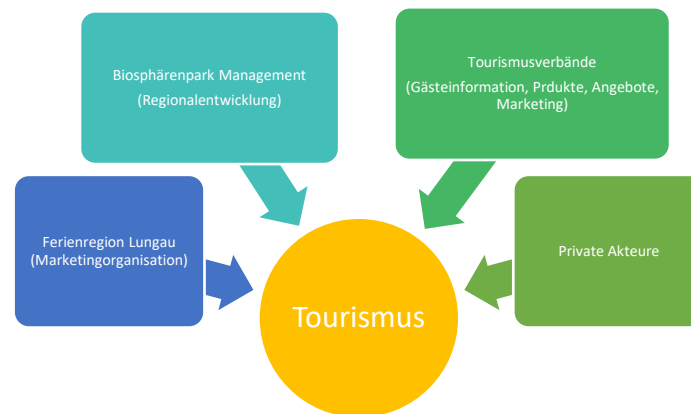 Biosphärenpark Management
(Regionalentwicklung)
Tourismusverbände
(Gästeinformation, Prdukte, Angebote,
Marketing)
Ferienregion Lungau
(Marketingorganisation)
Private Akteure
Tourismus